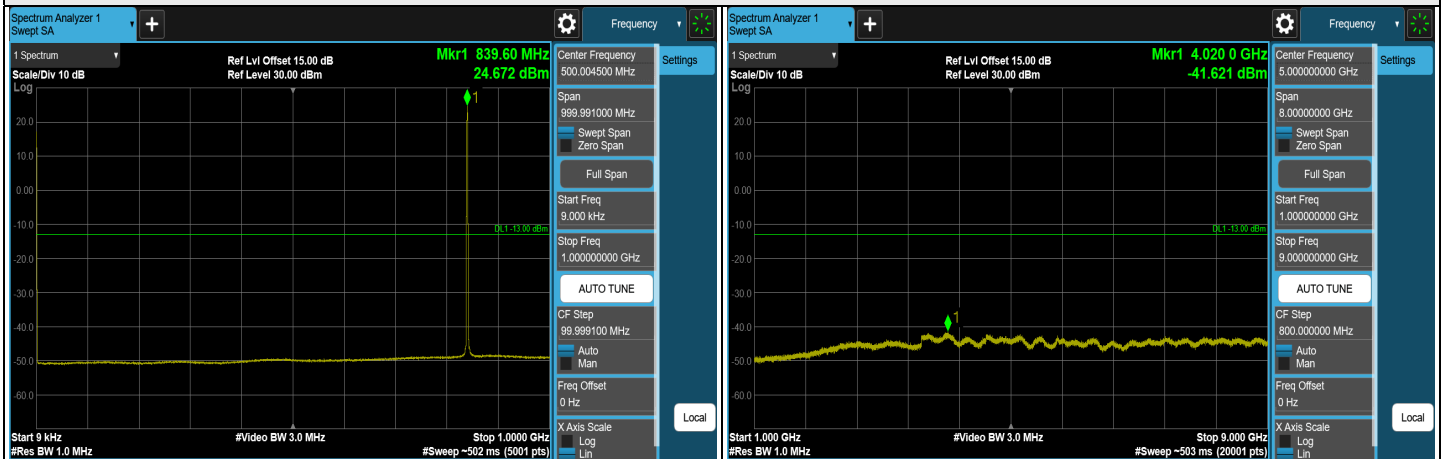 Spectrum Analyzer 1
Swept SA
Frequency
1 Spectrum
Scale/Div 10 dB
Log
Ref Lvl Offset 15.00 dB
Ref Level 30.00 dBm
Mkr1 839.60 MHz
24.672 dBm
1
20.0
10.0
0.00
-10.0
-20.0
-30.0
-40.0
-50.0
-60.0
DL1 -13.00 dBm
Start 9 kHz
#Res BW 1.0 MHz
#Video BW 3.0 MHz
Stop 1.0000 GHz
#Sweep ~502 ms (5001 pts)
Center Frequency
500.004500 MHz
Span
999.991000 MHz
Swept Span
Zero Span
Full Span
Start Freq
9.000 kHz
Stop Freq
1.000000000 GHz
AUTO TUNE
CF Step
99.999100 MHz
Auto
Man
Freq Offset
0 Hz
X Axis Scale
Log
Lin
Settings
Local
Spectrum Analyzer 1
Swept SA
Frequency
1 Spectrum
Scale/Div 10 dB
Log
Ref Lvl Offset 15.00 dB
Ref Level 30.00 dBm
Mkr1 4.020 0 GHz
-41.621 dBm
1
20.0
10.0
0.00
-10.0
-20.0
-30.0
-40.0
-50.0
-60.0
DL1 -13.00 dBm
Start 1.000 GHz
#Res BW 1.0 MHz
#Video BW 3.0 MHz
Stop 9.000 GHz
#Sweep ~503 ms (20001 pts)
Center Frequency
5.000000000 GHz
Span
8.00000000 GHz
Swept Span
Zero Span
Full Span
Start Freq
1.000000000 GHz
Stop Freq
9.000000000 GHz
AUTO TUNE
CF Step
800.000000 MHz
Auto
Man
Freq Offset
0 Hz
X Axis Scale
Log
Lin
Settings
Local